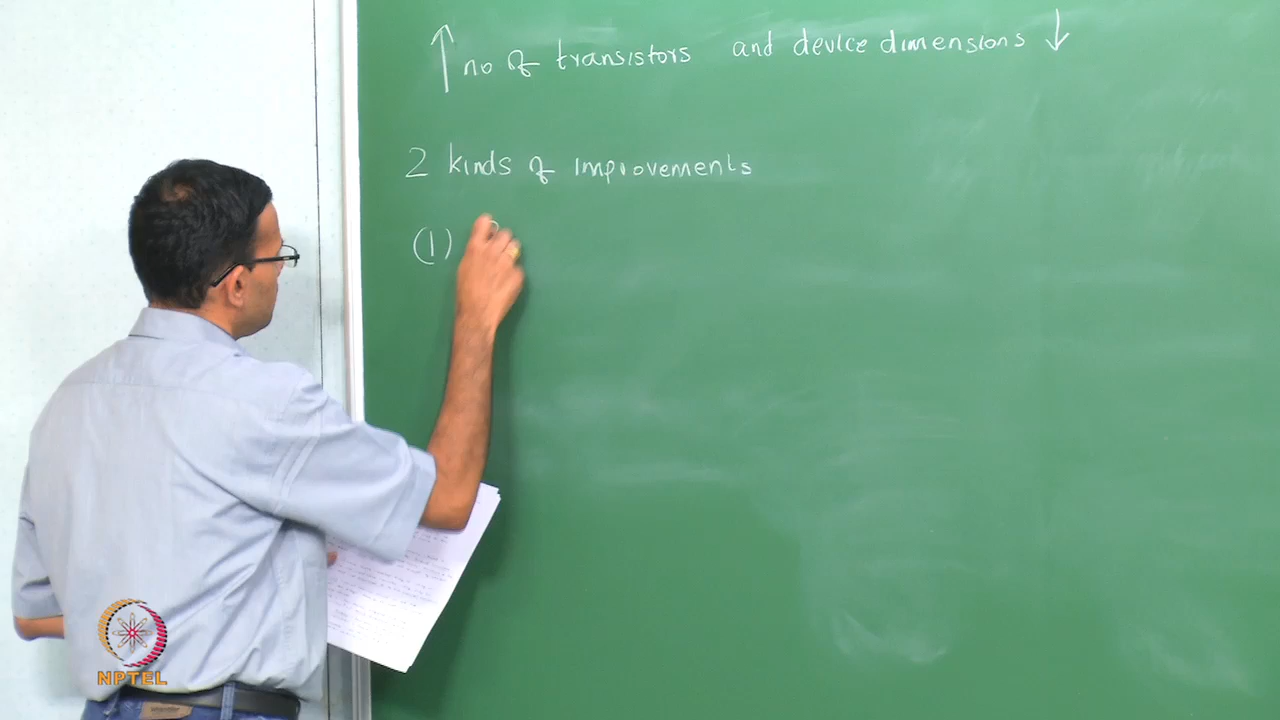 ↑ no of transistors and device dimensions ↓
2 kinds of improvements
(1)
NPTEL